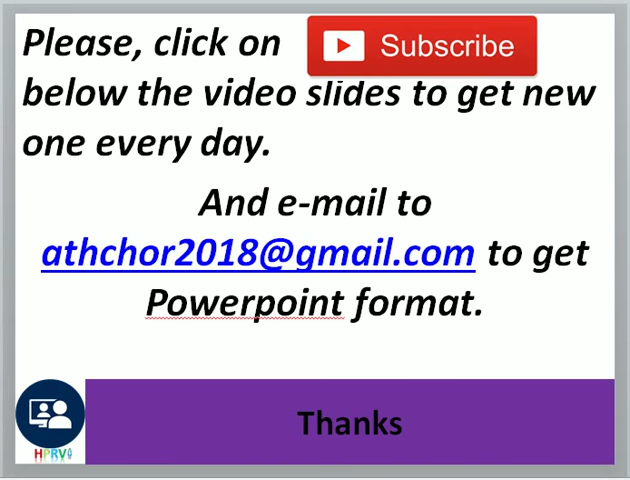 Please, click on Subscribe
below the video slides to get new
one every day.
And e-mail to
athchor2018@gmail.com to get
Powerpoint format.
Thanks
HPRV